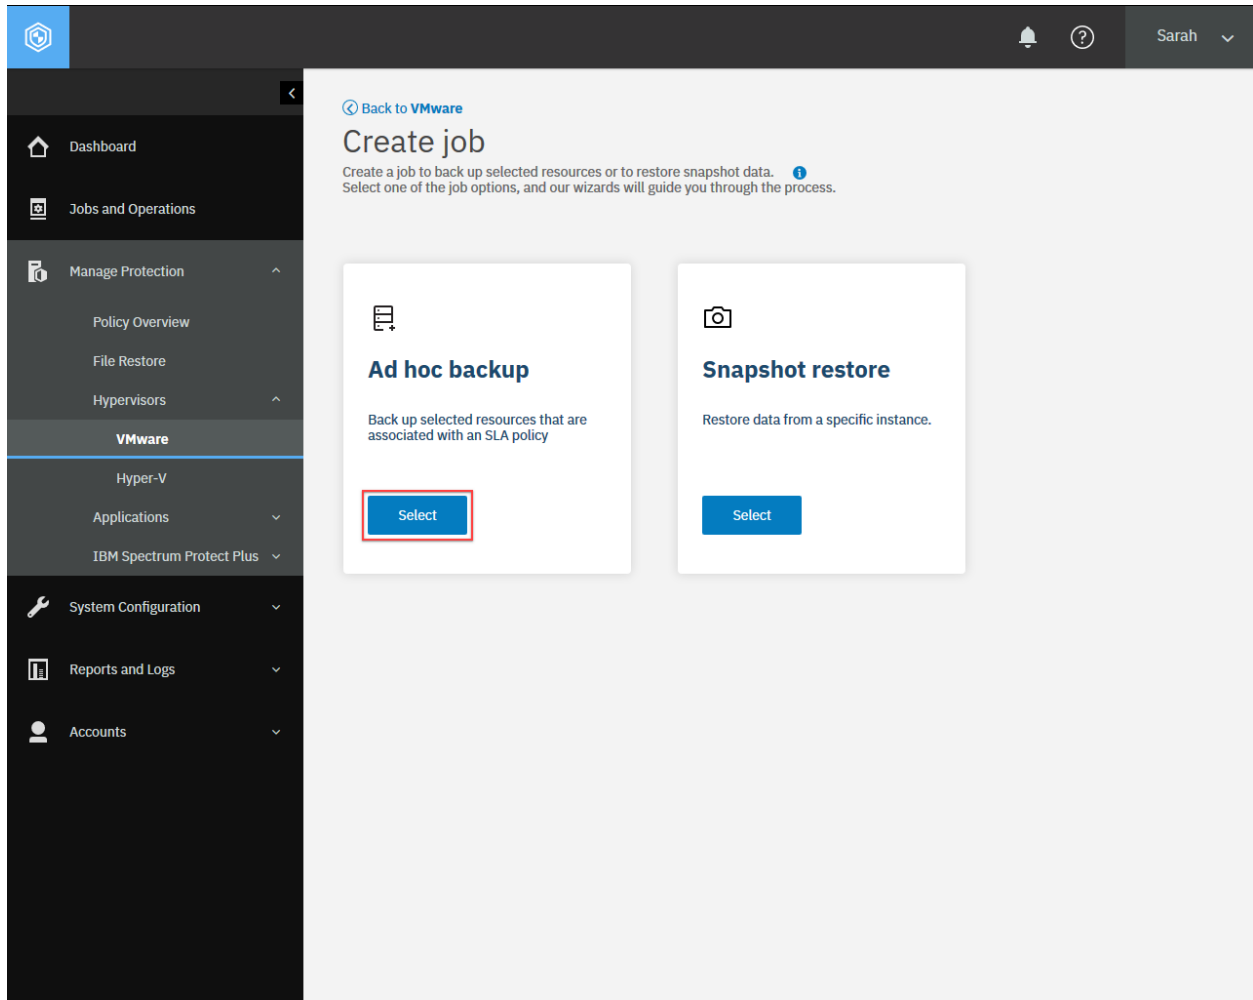 Sarah
Back to VMware
Create job
Create a job to back up selected resources or to restore snapshot data.
Select one of the job options, and our wizards will guide you through the process.
Dashboard
Jobs and Operations
Manage Protection
Policy Overview
File Restore
Hypervisors
VMware
Hyper-V
Applications
IBM Spectrum Protect Plus
System Configuration
Reports and Logs
Accounts
Ad hoc backup
Back up selected resources that are
associated with an SLA policy
Select
Snapshot restore
Restore data from a specific instance.
Select